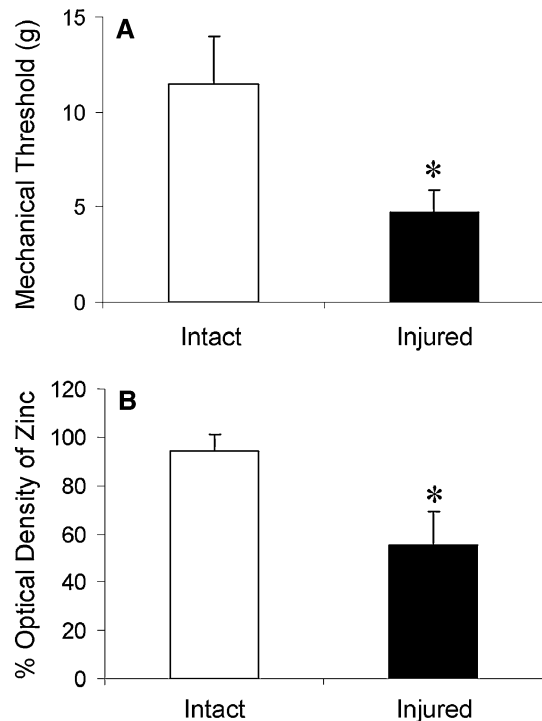 A
Mechanical Threshold (g)
15
10
5
0
*
Intact Injured
B
% Optical Density of Zinc
120
100
80
60
40
20
0
*
Intact Injured